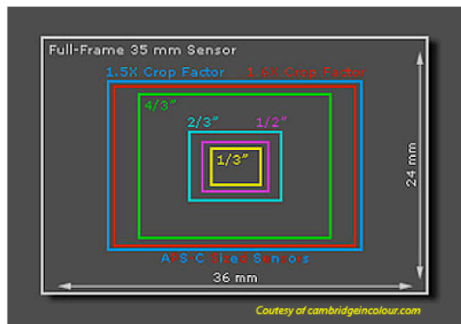 Full-Frame 35 mm Sensor
1.5X Crop Factor 1.6X Crop Factor
4/3"
2/3" 1/2"
1/3"
24 mm
APS-C Sized Sensors
36 mm
Coutesy of cambridgeincolour.com